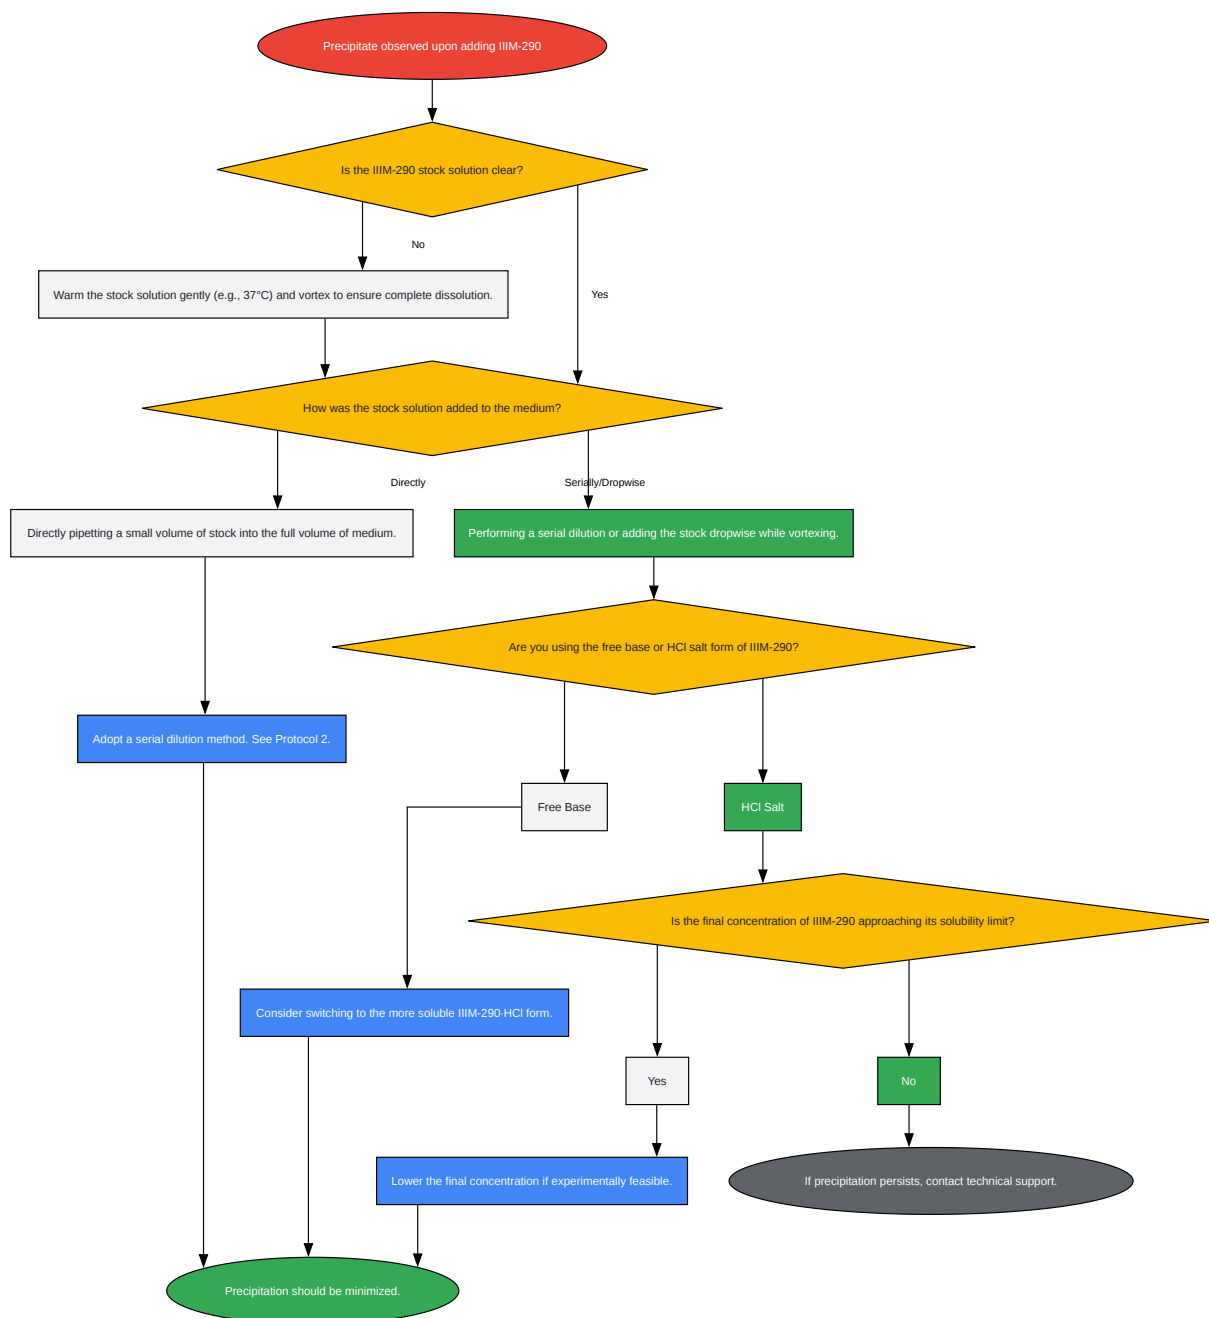 Precipitate observed upon adding IIIM-290
Is the IIIM-290 stock solution clear?
No
Warm the stock solution gently (e.g., 37°C) and vortex to ensure complete dissolution.
Yes
How was the stock solution added to the medium?
Directly
Serially/Dropwise
Directly pipetting a small volume of stock into the full volume of medium.
Performing a serial dilution or adding the stock dropwise while vortexing.
Are you using the free base or HCl salt form of IIIM-290?
Adopt a serial dilution method. See Protocol 2.
Free Base
HCl Salt
Is the final concentration of IIIM-290 approaching its solubility limit?
Consider switching to the more soluble IIIM-290·HCl form.
Yes
No
Lower the final concentration if experimentally feasible.
If precipitation persists, contact technical support.
Precipitation should be minimized.